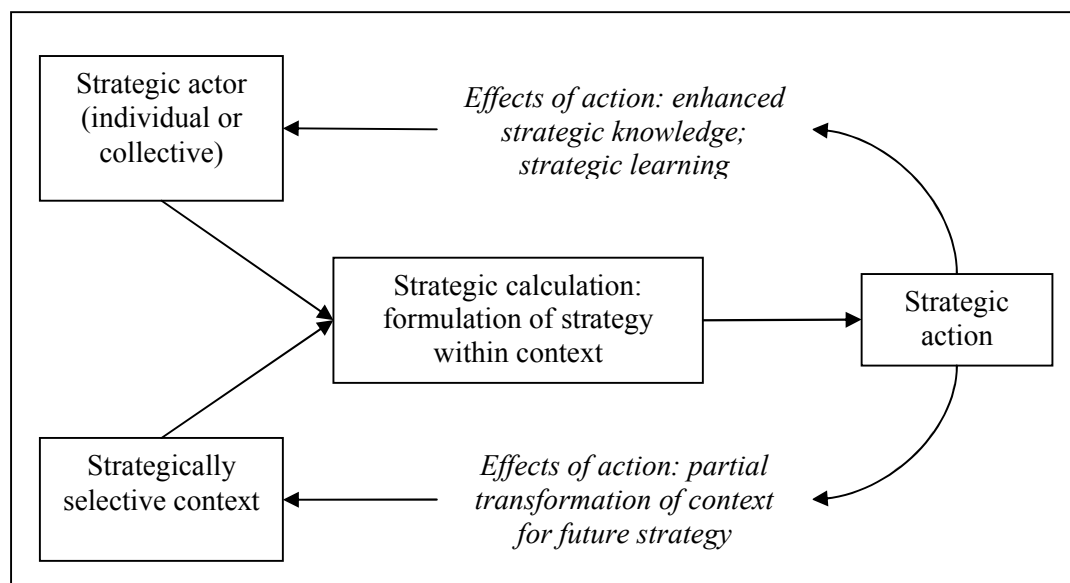 Strategic actor
(individual or
collective)
Effects of action: enhanced
strategic knowledge;
strategic learning
Strategic calculation:
formulation of strategy
within context
Strategic
action
Strategically
selective context
Effects of action: partial
transformation of context
for future strategy